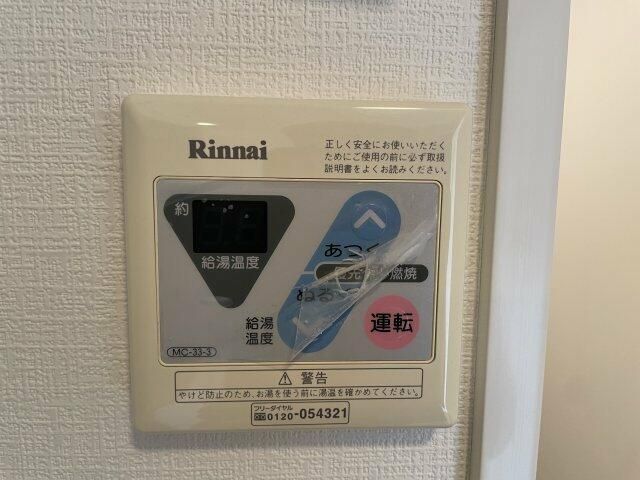 Rinnai
正しく安全にお使いいただく
ためにご使用の前に必ず取扱
説明書をよくお読みください。
約
給湯温度
あつく
燃焼
ぬるく
給湯
温度
運転
MC-33-3
警告
やけど防止のため、お湯を使う前に湯温を確かめてください。
フリーダイヤル
0120-054321